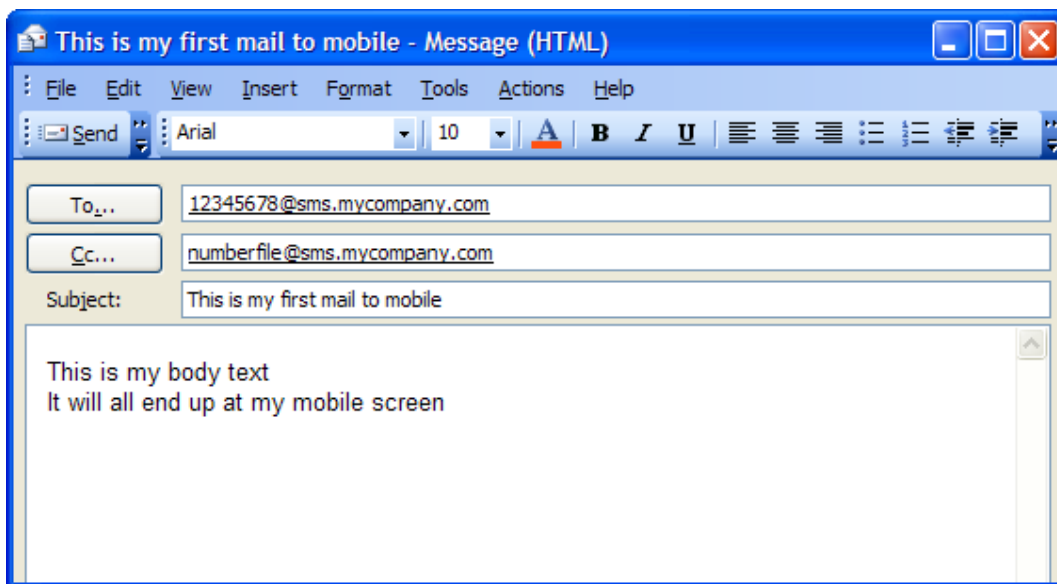 This is my first mail to mobile - Message (HTML)
File Edit View Insert Format Tools Actions Help
Send Arial 10 A B I U
To... 12345678@sms.mycompany.com
Cc... numberfile@sms.mycompany.com
Subject: This is my first mail to mobile
This is my body text
It will all end up at my mobile screen